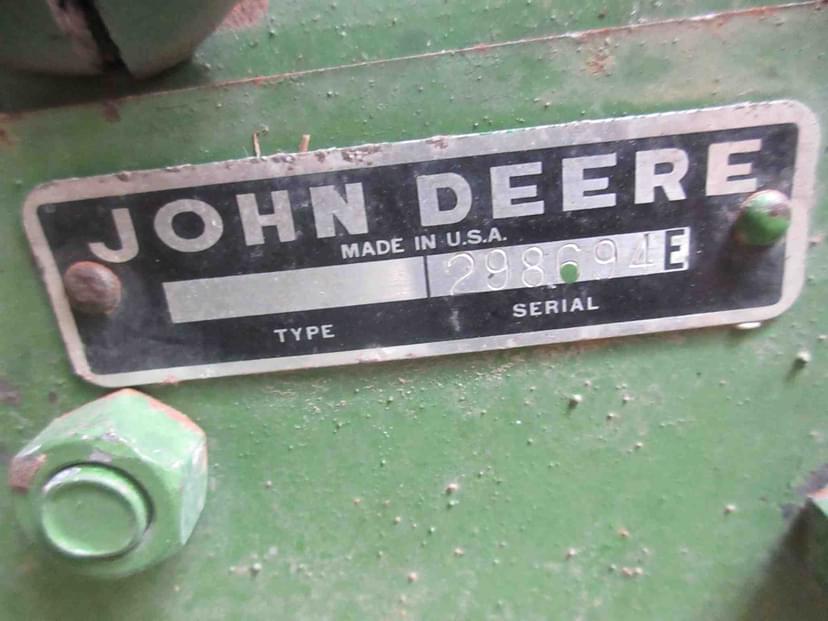 JOHN DEERE
MADE IN U.S.A.
298694E
TYPE
SERIAL